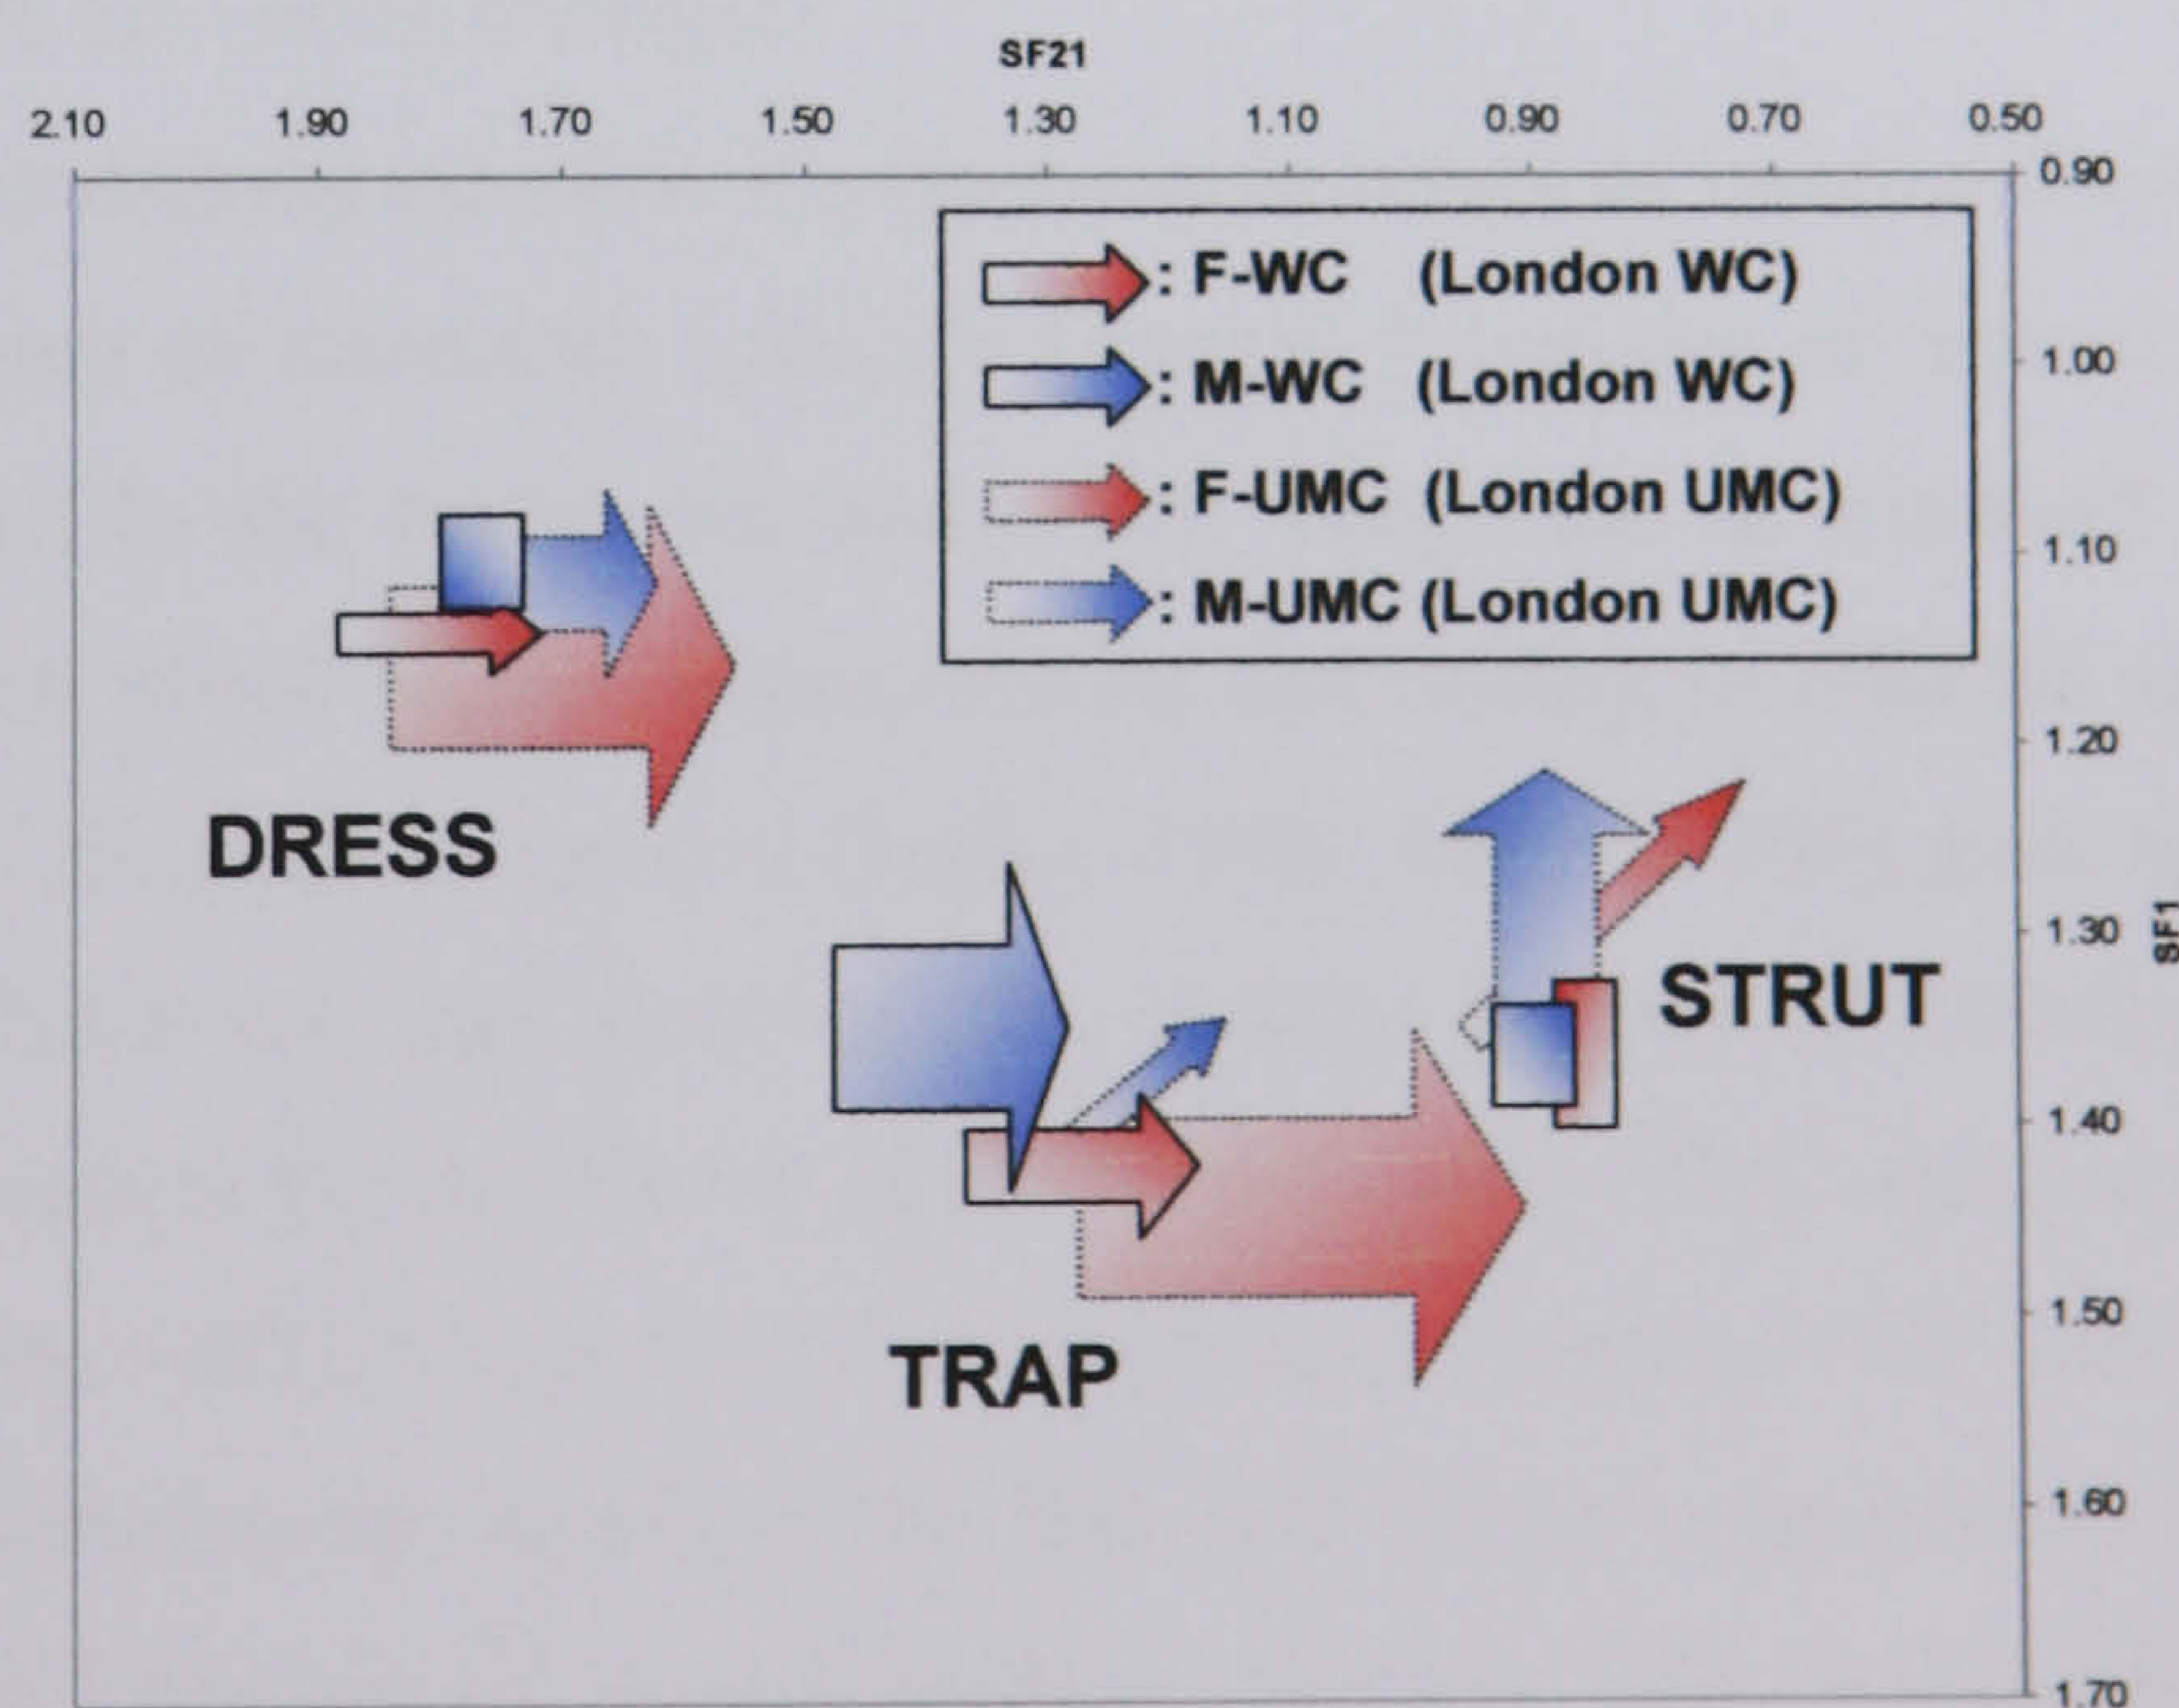 SF21
2.10 1.90 1.70 1.50 1.30 1.10 0.90 0.70 0.50
0.90
: F-WC (London WC)
1.00
: M-WC (London WC)
: F-UMC (London UMC)
1.10
: M-UMC (London UMC)
1.20
DRESS
1.30
SF1
STRUT
1.40
1.50
TRAP
1.60
1.70